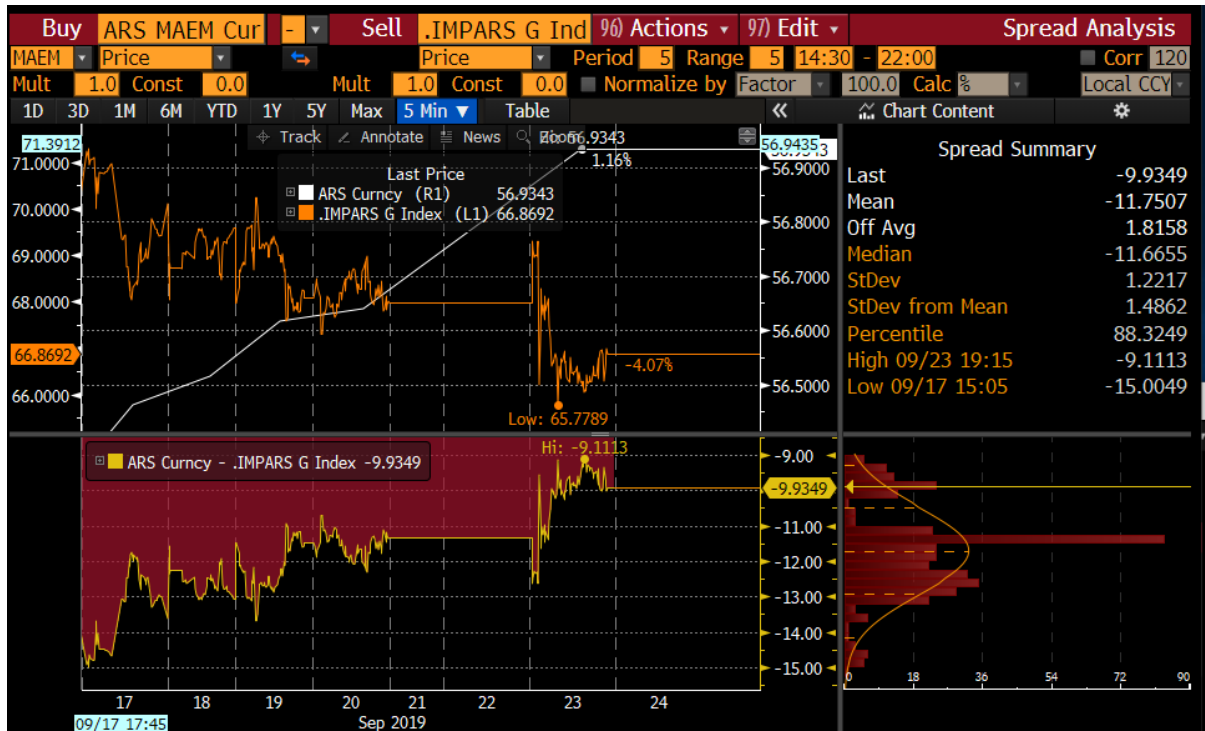 Buy ARS MAEM Cur - Sell .IMPARS G Ind 96) Actions 97) Edit Spread Analysis
MAEM Price Price Period 5 Range 5 14:30 - 22:00 Corr 120
Mult 1.0 Const 0.0 Mult 1.0 Const 0.0 Normalize by Factor 100.0 Calc % Local CCY
1D 3D 1M 6M YTD 1Y 5Y Max 5 Min ▼ Table « Chart Content
Track Annotate News Zoom
71.3912
71.0000
70.0000
69.0000
68.0000
66.8692
66.0000
Last Price
ARS Curncy (R1) 56.9343
.IMPARS G Index (L1) 66.8692
1.16%
-4.07%
Low: 65.7789
56.9435
56.9000
56.8000
56.7000
56.6000
56.5000
Spread Summary
Last -9.9349
Mean -11.7507
Off Avg 1.8158
Median -11.6655
StDev 1.2217
StDev from Mean 1.4862
Percentile 88.3249
High 09/23 19:15 -9.1113
Low 09/17 15:05 -15.0049
ARS Curncy - .IMPARS G Index -9.9349
Hi: -9.1113
-9.00
-9.9349
-11.00
-12.00
-13.00
-14.00
-15.00
0 18 36 54 72 90
17 18 19 20 21 22 23 24
09/17 17:45 Sep 2019